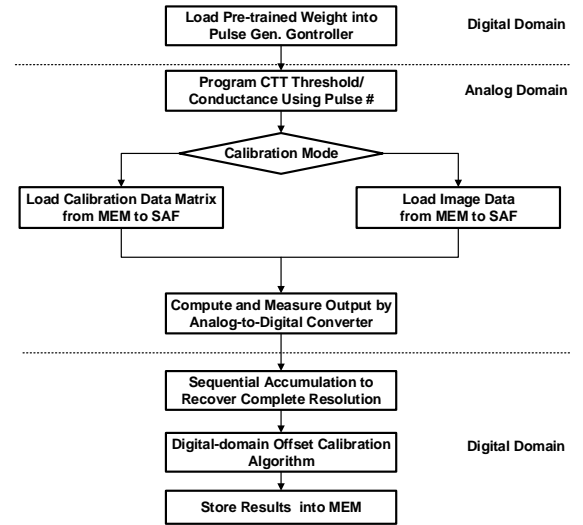 Load Pre-trained Weight into
Pulse Gen. Gontroller
Digital Domain
Program CTT Threshold/
Conductance Using Pulse #
Analog Domain
Calibration Mode
Load Calibration Data Matrix
from MEM to SAF
Load Image Data
from MEM to SAF
Compute and Measure Output by
Analog-to-Digital Converter
Sequential Accumulation to
Recover Complete Resolution
Digital-domain Offset Calibration
Algorithm
Digital Domain
Store Results into MEM